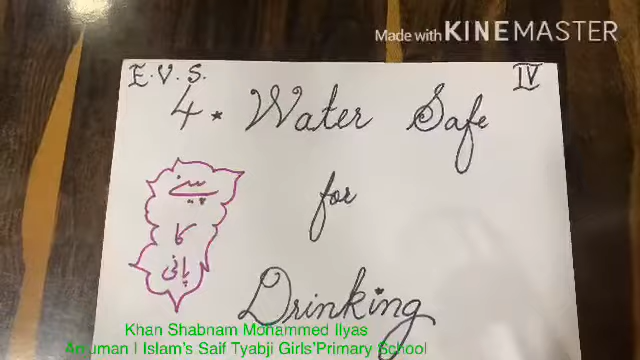 Made with KINEMASTER
E.V.S.
IV
4. Water Safe
for
Drinking
کا
پانی
Khan Shabnam Mohammed Ilyas
Anjuman I Islam's Saif Tyabji Girls'Primary School